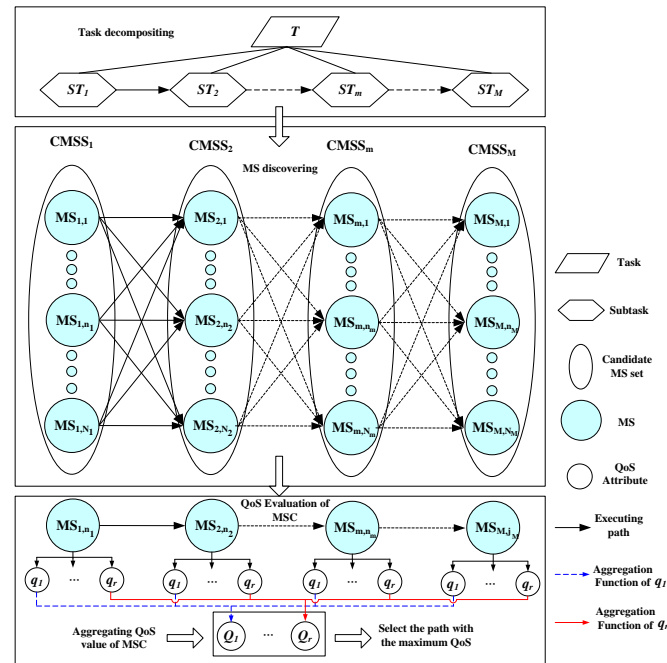 Task decompositing
T
ST1
ST2
STm
STM
CMSS1
CMSS2
CMSSm
CMSSM
MS discovering
MS1,1
MS2,1
MSm,1
MSM,1
MS1,n1
MS2,n2
MSm,nm
MSM,nM
MS1,N1
MS2,N2
MSm,Nm
MSM,NM
Task
Subtask
Candidate
MS set
MS
QoS
Attribute
Executing
path
Aggregation
Function of q1
Aggregation
Function of qr
QoS Evaluation of
MSC
MS1,n1
MS2,n2
MSm,nm
MSM,jM
q1 ... qr
q1 ... qr
q1 ... qr
q1 ... qr
Aggregating QoS
value of MSC
Q1 ... Qr
Select the path with
the maximum QoS